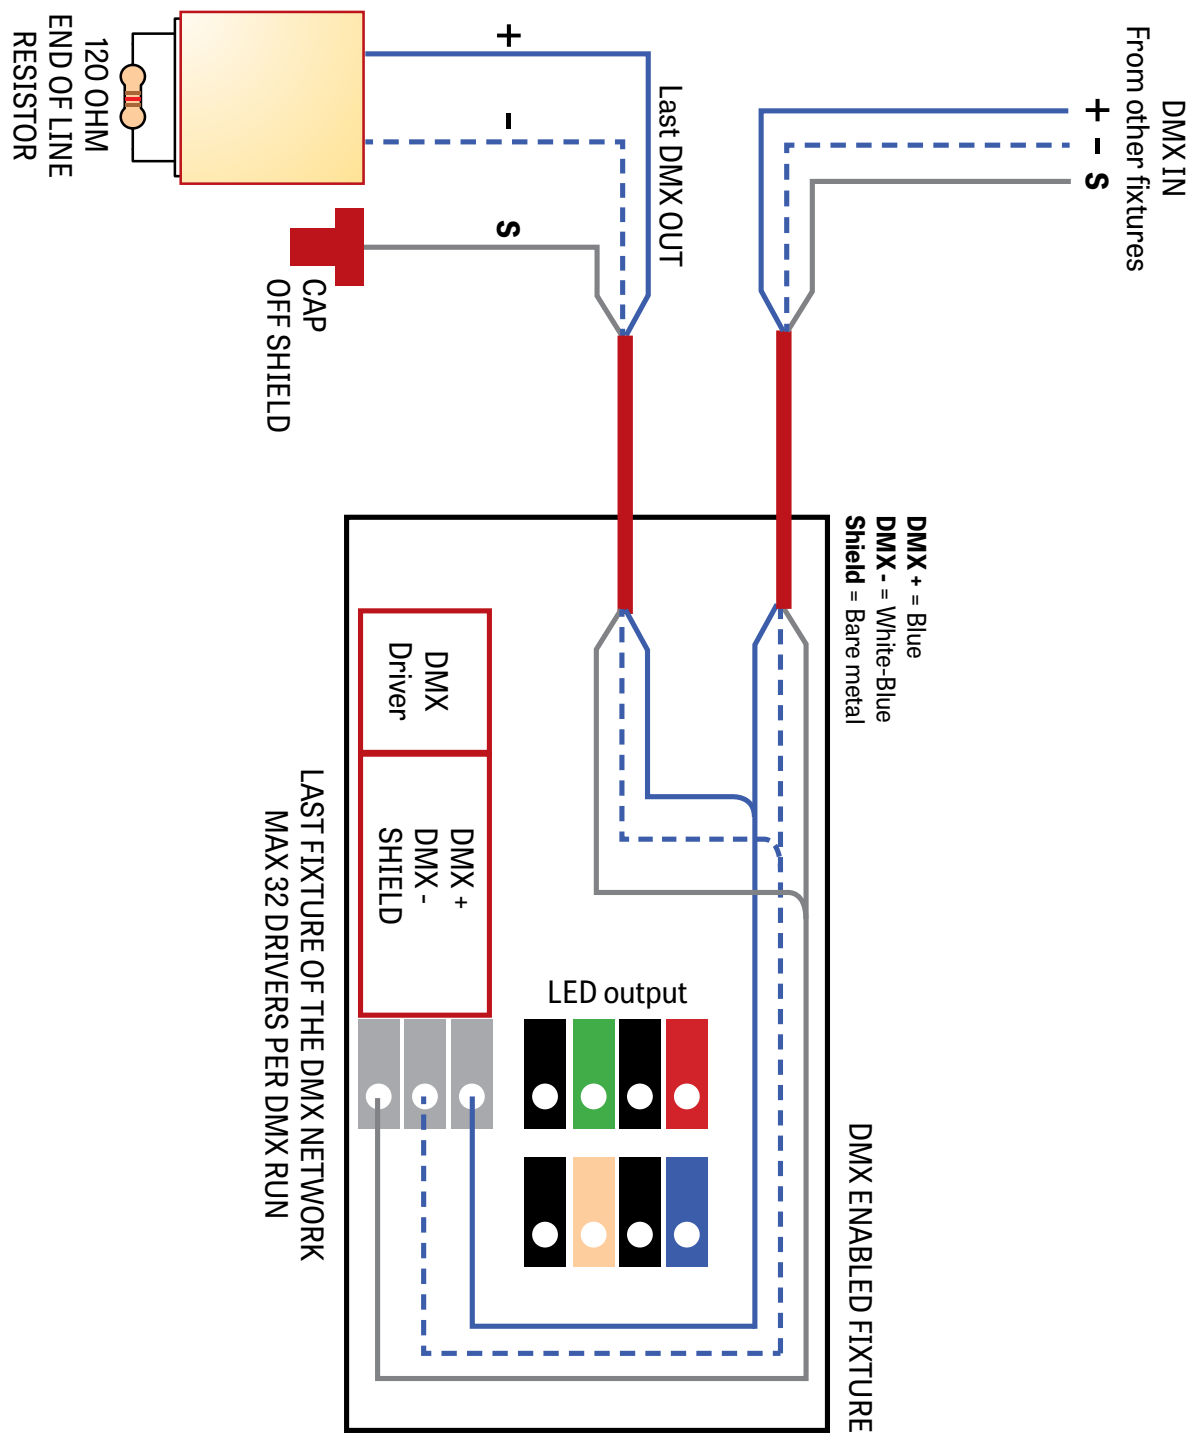 DMX IN
From other fixtures
+
-
s
Last DMX OUT
+
-
s
120 OHM
END OF LINE
RESISTOR
CAP
OFF SHIELD
DMX + = Blue
DMX - = White-Blue
Shield = Bare metal
DMX ENABLED FIXTURE
LED output
DMX
Driver
DMX +
DMX -
SHIELD
LAST FIXTURE OF THE DMX NETWORK
MAX 32 DRIVERS PER DMX RUN